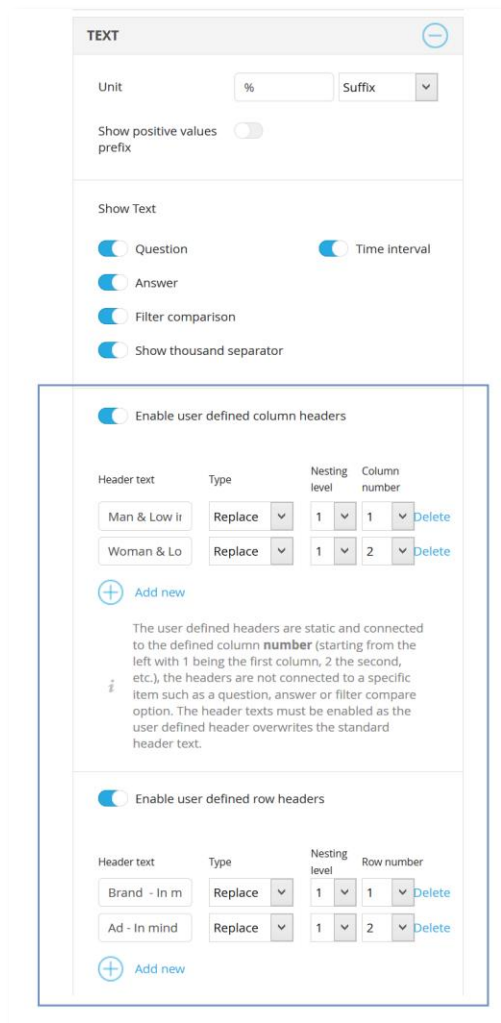 TEXT
Unit % Suffix
Show positive values
prefix
Show Text
Question Time interval
Answer
Filter comparison
Show thousand separator
Enable user defined column headers
Header text Type Nesting level Column number
Man & Low ir Replace 1 1 Delete
Woman & Lo Replace 1 2 Delete
Add new
The user defined headers are static and connected
to the defined column number (starting from the
left with 1 being the first column, 2 the second,
etc.), the headers are not connected to a specific
item such as a question, answer or filter compare
option. The header texts must be enabled as the
user defined header overwrites the standard
header text.
Enable user defined row headers
Header text Type Nesting level Row number
Brand - In m Replace 1 1 Delete
Ad - In mind Replace 1 2 Delete
Add new